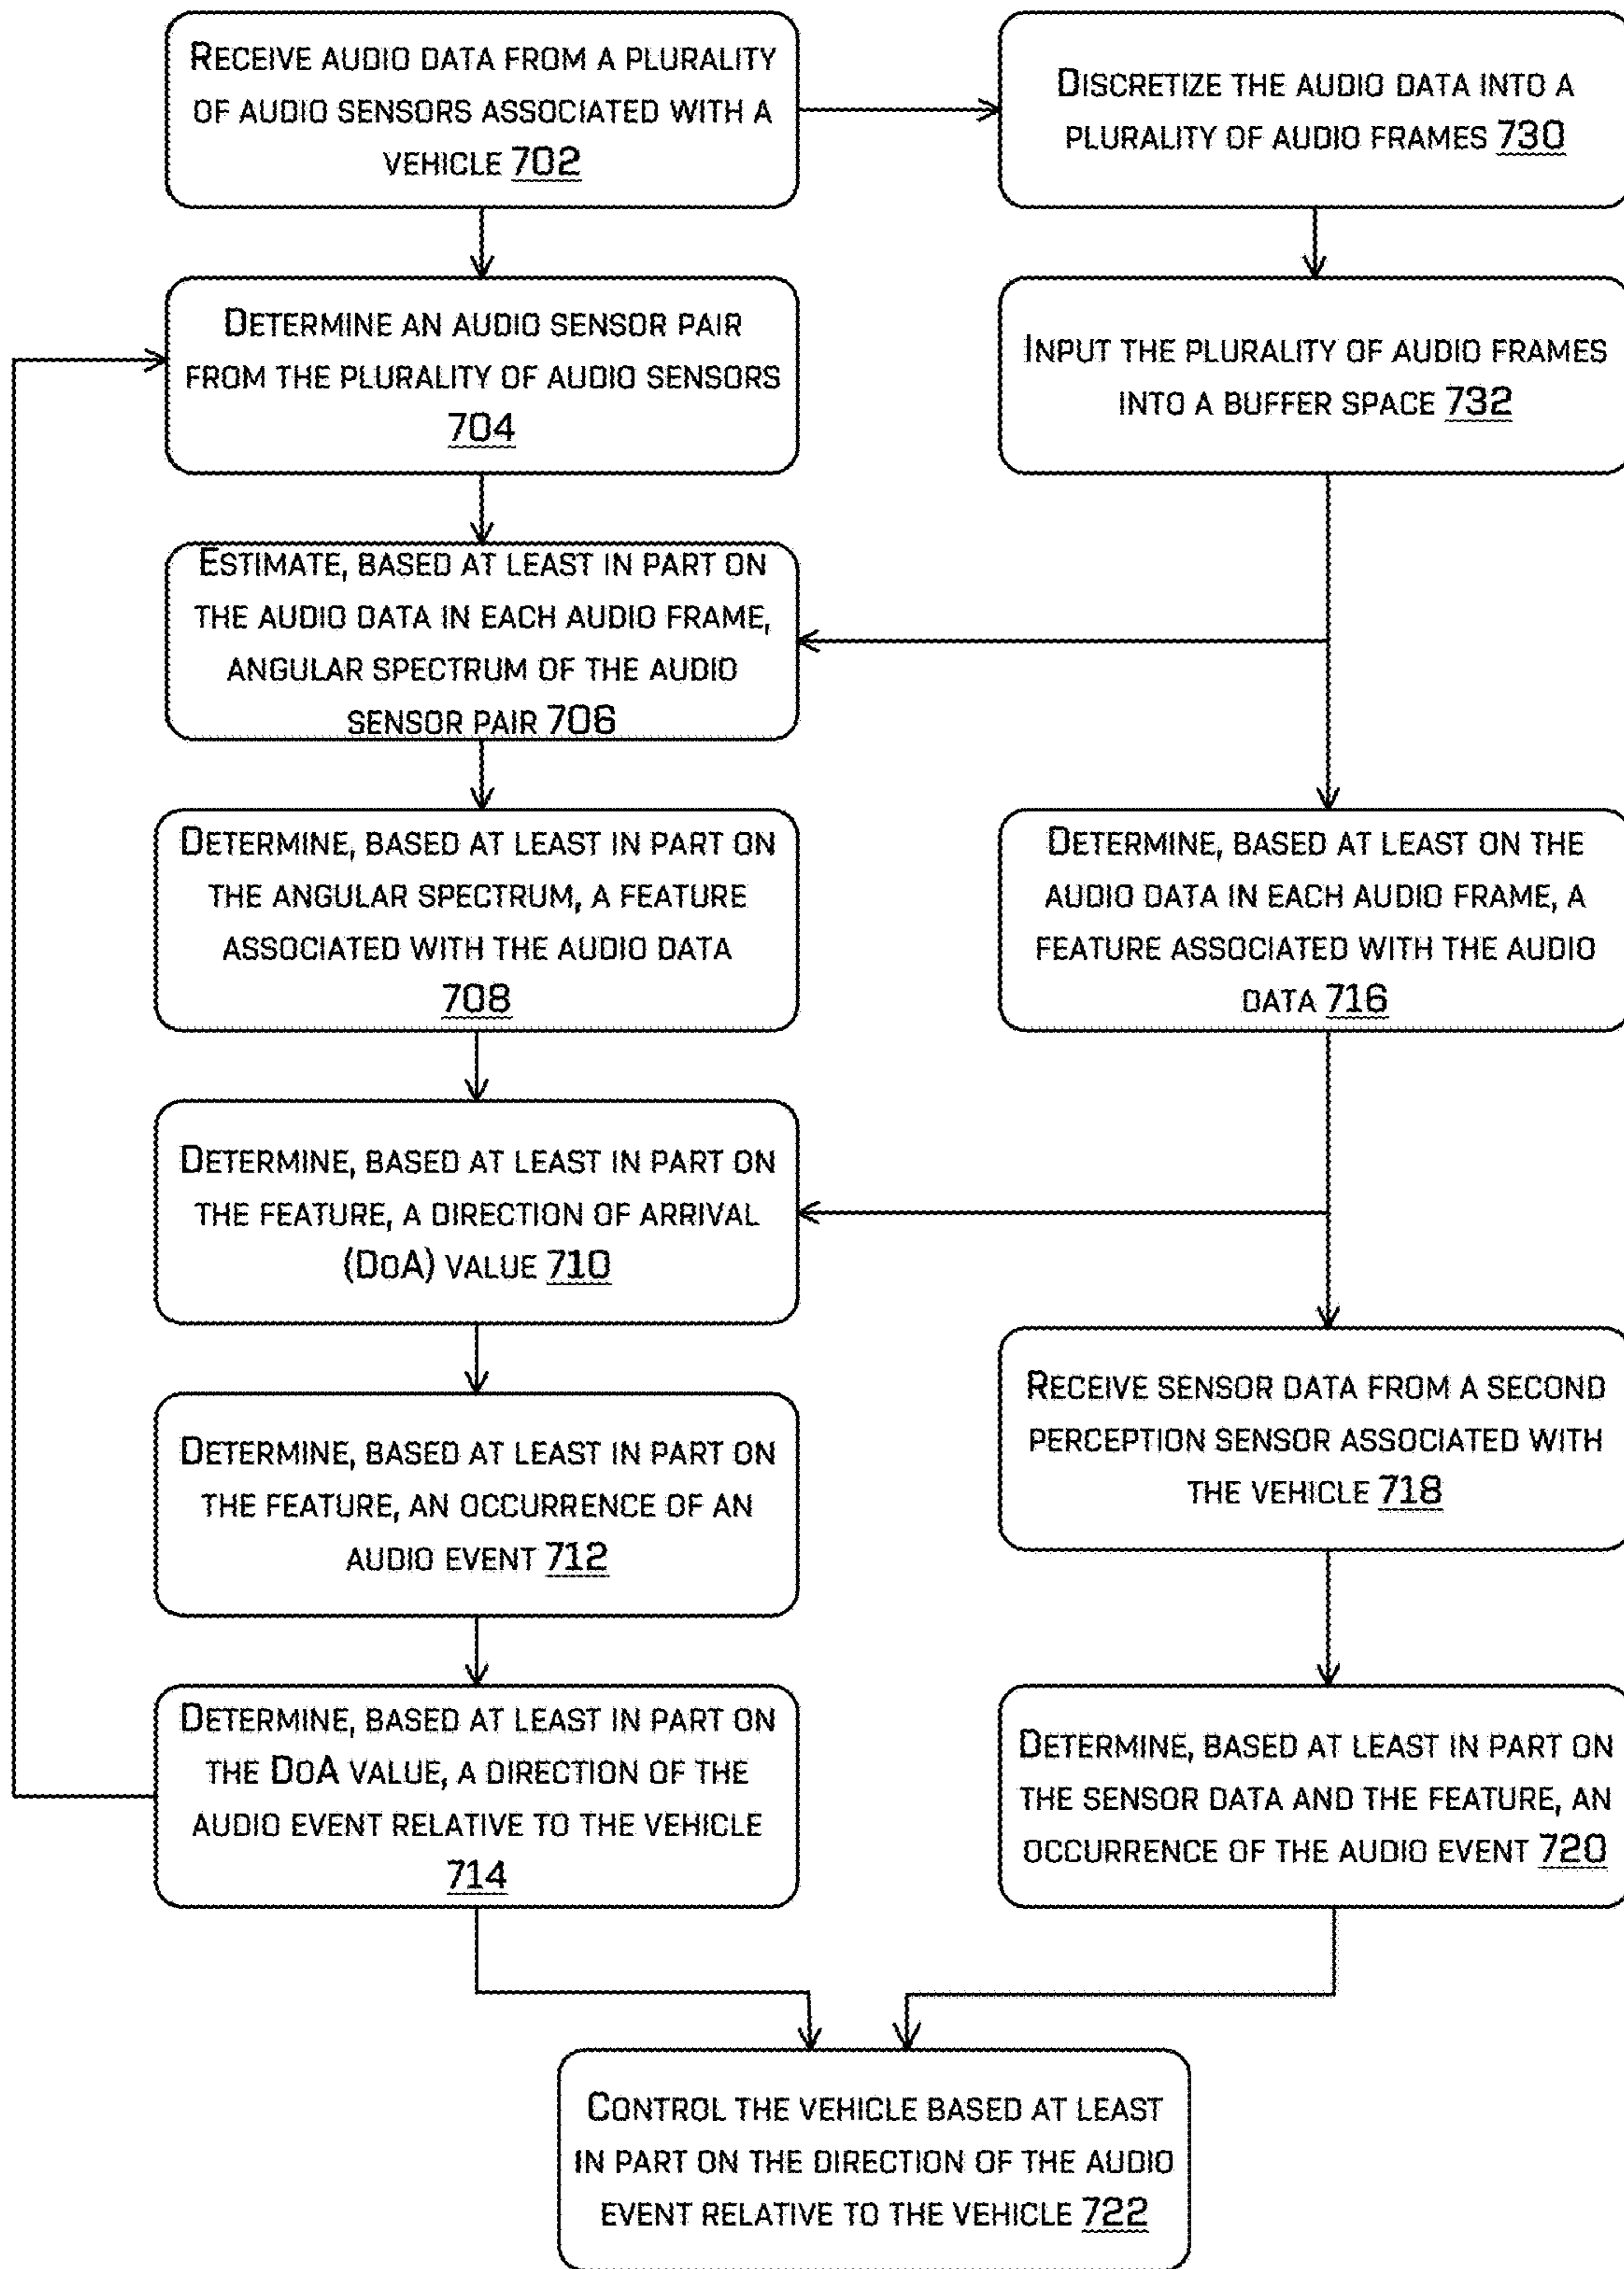 RECEIVE AUDIO DATA FROM A PLURALITY
OF AUDIO SENSORS ASSOCIATED WITH A
VEHICLE 702
DISCRETIZE THE AUDIO DATA INTO A
PLURALITY OF AUDIO FRAMES 730
DETERMINE AN AUDIO SENSOR PAIR
FROM THE PLURALITY OF AUDIO SENSORS
704
INPUT THE PLURALITY OF AUDIO FRAMES
INTO A BUFFER SPACE 732
ESTIMATE, BASED AT LEAST IN PART ON
THE AUDIO DATA IN EACH AUDIO FRAME,
ANGULAR SPECTRUM OF THE AUDIO
SENSOR PAIR 706
DETERMINE, BASED AT LEAST IN PART ON
THE ANGULAR SPECTRUM, A FEATURE
ASSOCIATED WITH THE AUDIO DATA
708
DETERMINE, BASED AT LEAST ON THE
AUDIO DATA IN EACH AUDIO FRAME, A
FEATURE ASSOCIATED WITH THE AUDIO
DATA 716
DETERMINE, BASED AT LEAST IN PART ON
THE FEATURE, A DIRECTION OF ARRIVAL
(DOA) VALUE 710
RECEIVE SENSOR DATA FROM A SECOND
PERCEPTION SENSOR ASSOCIATED WITH
THE VEHICLE 718
DETERMINE, BASED AT LEAST IN PART ON
THE FEATURE, AN OCCURRENCE OF AN
AUDIO EVENT 712
DETERMINE, BASED AT LEAST IN PART ON
THE DOA VALUE, A DIRECTION OF THE
AUDIO EVENT RELATIVE TO THE VEHICLE
714
DETERMINE, BASED AT LEAST IN PART ON
THE SENSOR DATA AND THE FEATURE, AN
OCCURRENCE OF THE AUDIO EVENT 720
CONTROL THE VEHICLE BASED AT LEAST
IN PART ON THE DIRECTION OF THE AUDIO
EVENT RELATIVE TO THE VEHICLE 722